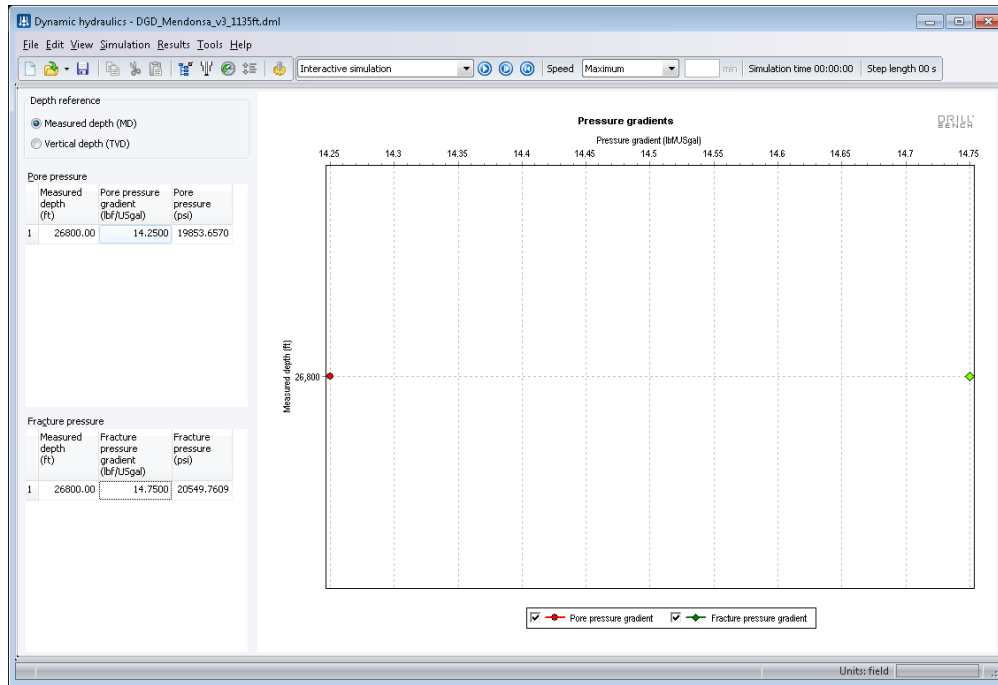 Dynamic hydraulics - DGD_Mendonsa_v3_1135ft.dml
File Edit View Simulation Results Tools Help
Interactive simulation Speed Maximum min Simulation time 00:00:00 Step length 00 s
Depth reference
Measured depth (MD)
Vertical depth (TVD)
Pore pressure
Measured depth (ft) Pore pressure gradient (lbf/USgal) Pore pressure (psi)
1 26800.00 14.2500 19853.6570
Fracture pressure
Measured depth (ft) Fracture pressure gradient (lbf/USgal) Fracture pressure (psi)
1 26800.00 14.7500 20549.7609
Pressure gradients
DRILL
BENCH
Pressure gradient (lbf/USgal)
14.25 14.3 14.35 14.4 14.45 14.5 14.55 14.6 14.65 14.7 14.75
Measured depth (ft)
26,800
Pore pressure gradient Fracture pressure gradient
Units: field